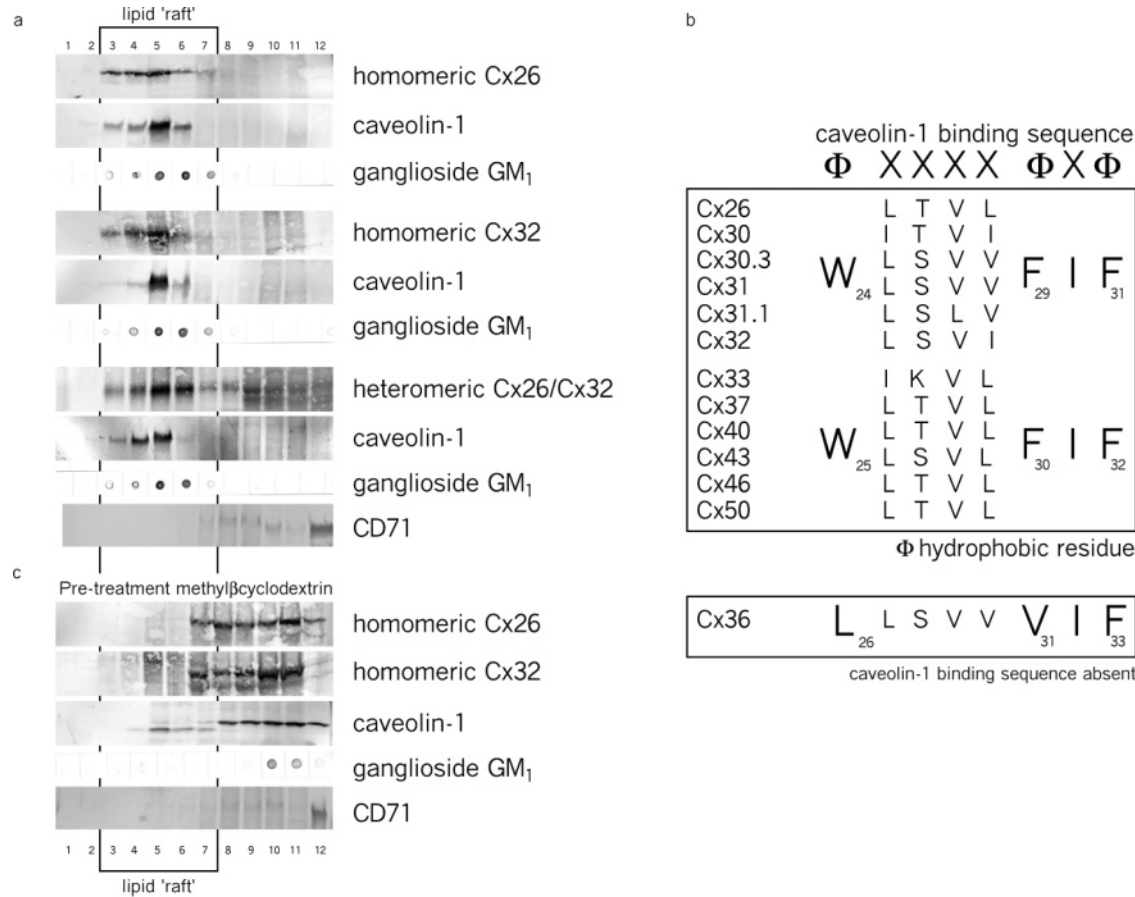 a
lipid 'raft'
1 2 3 4 5 6 7 8 9 10 11 12
homomeric Cx26
caveolin-1
ganglioside GM1
homomeric Cx32
caveolin-1
ganglioside GM1
heteromeric Cx26/Cx32
caveolin-1
ganglioside GM1
CD71
c
Pre-treatment methylβcyclodextrin
homomeric Cx26
homomeric Cx32
caveolin-1
ganglioside GM1
CD71
1 2 3 4 5 6 7 8 9 10 11 12
lipid 'raft'
b
caveolin-1 binding sequence
Φ X X X X Φ X Φ
Cx26 L T V L
Cx30 I T V I
Cx30.3 L S V V
W24 F29 I F31
Cx31 L S V V
Cx31.1 L S L V
Cx32 L S V I
Cx33 I K V L
Cx37 L T V L
Cx40 L T V L
W25 F30 I F32
Cx43 L S V L
Cx46 L T V L
Cx50 L T V L
Φ hydrophobic residue
Cx36 L26 L S V V V31 I F33
caveolin-1 binding sequence absent